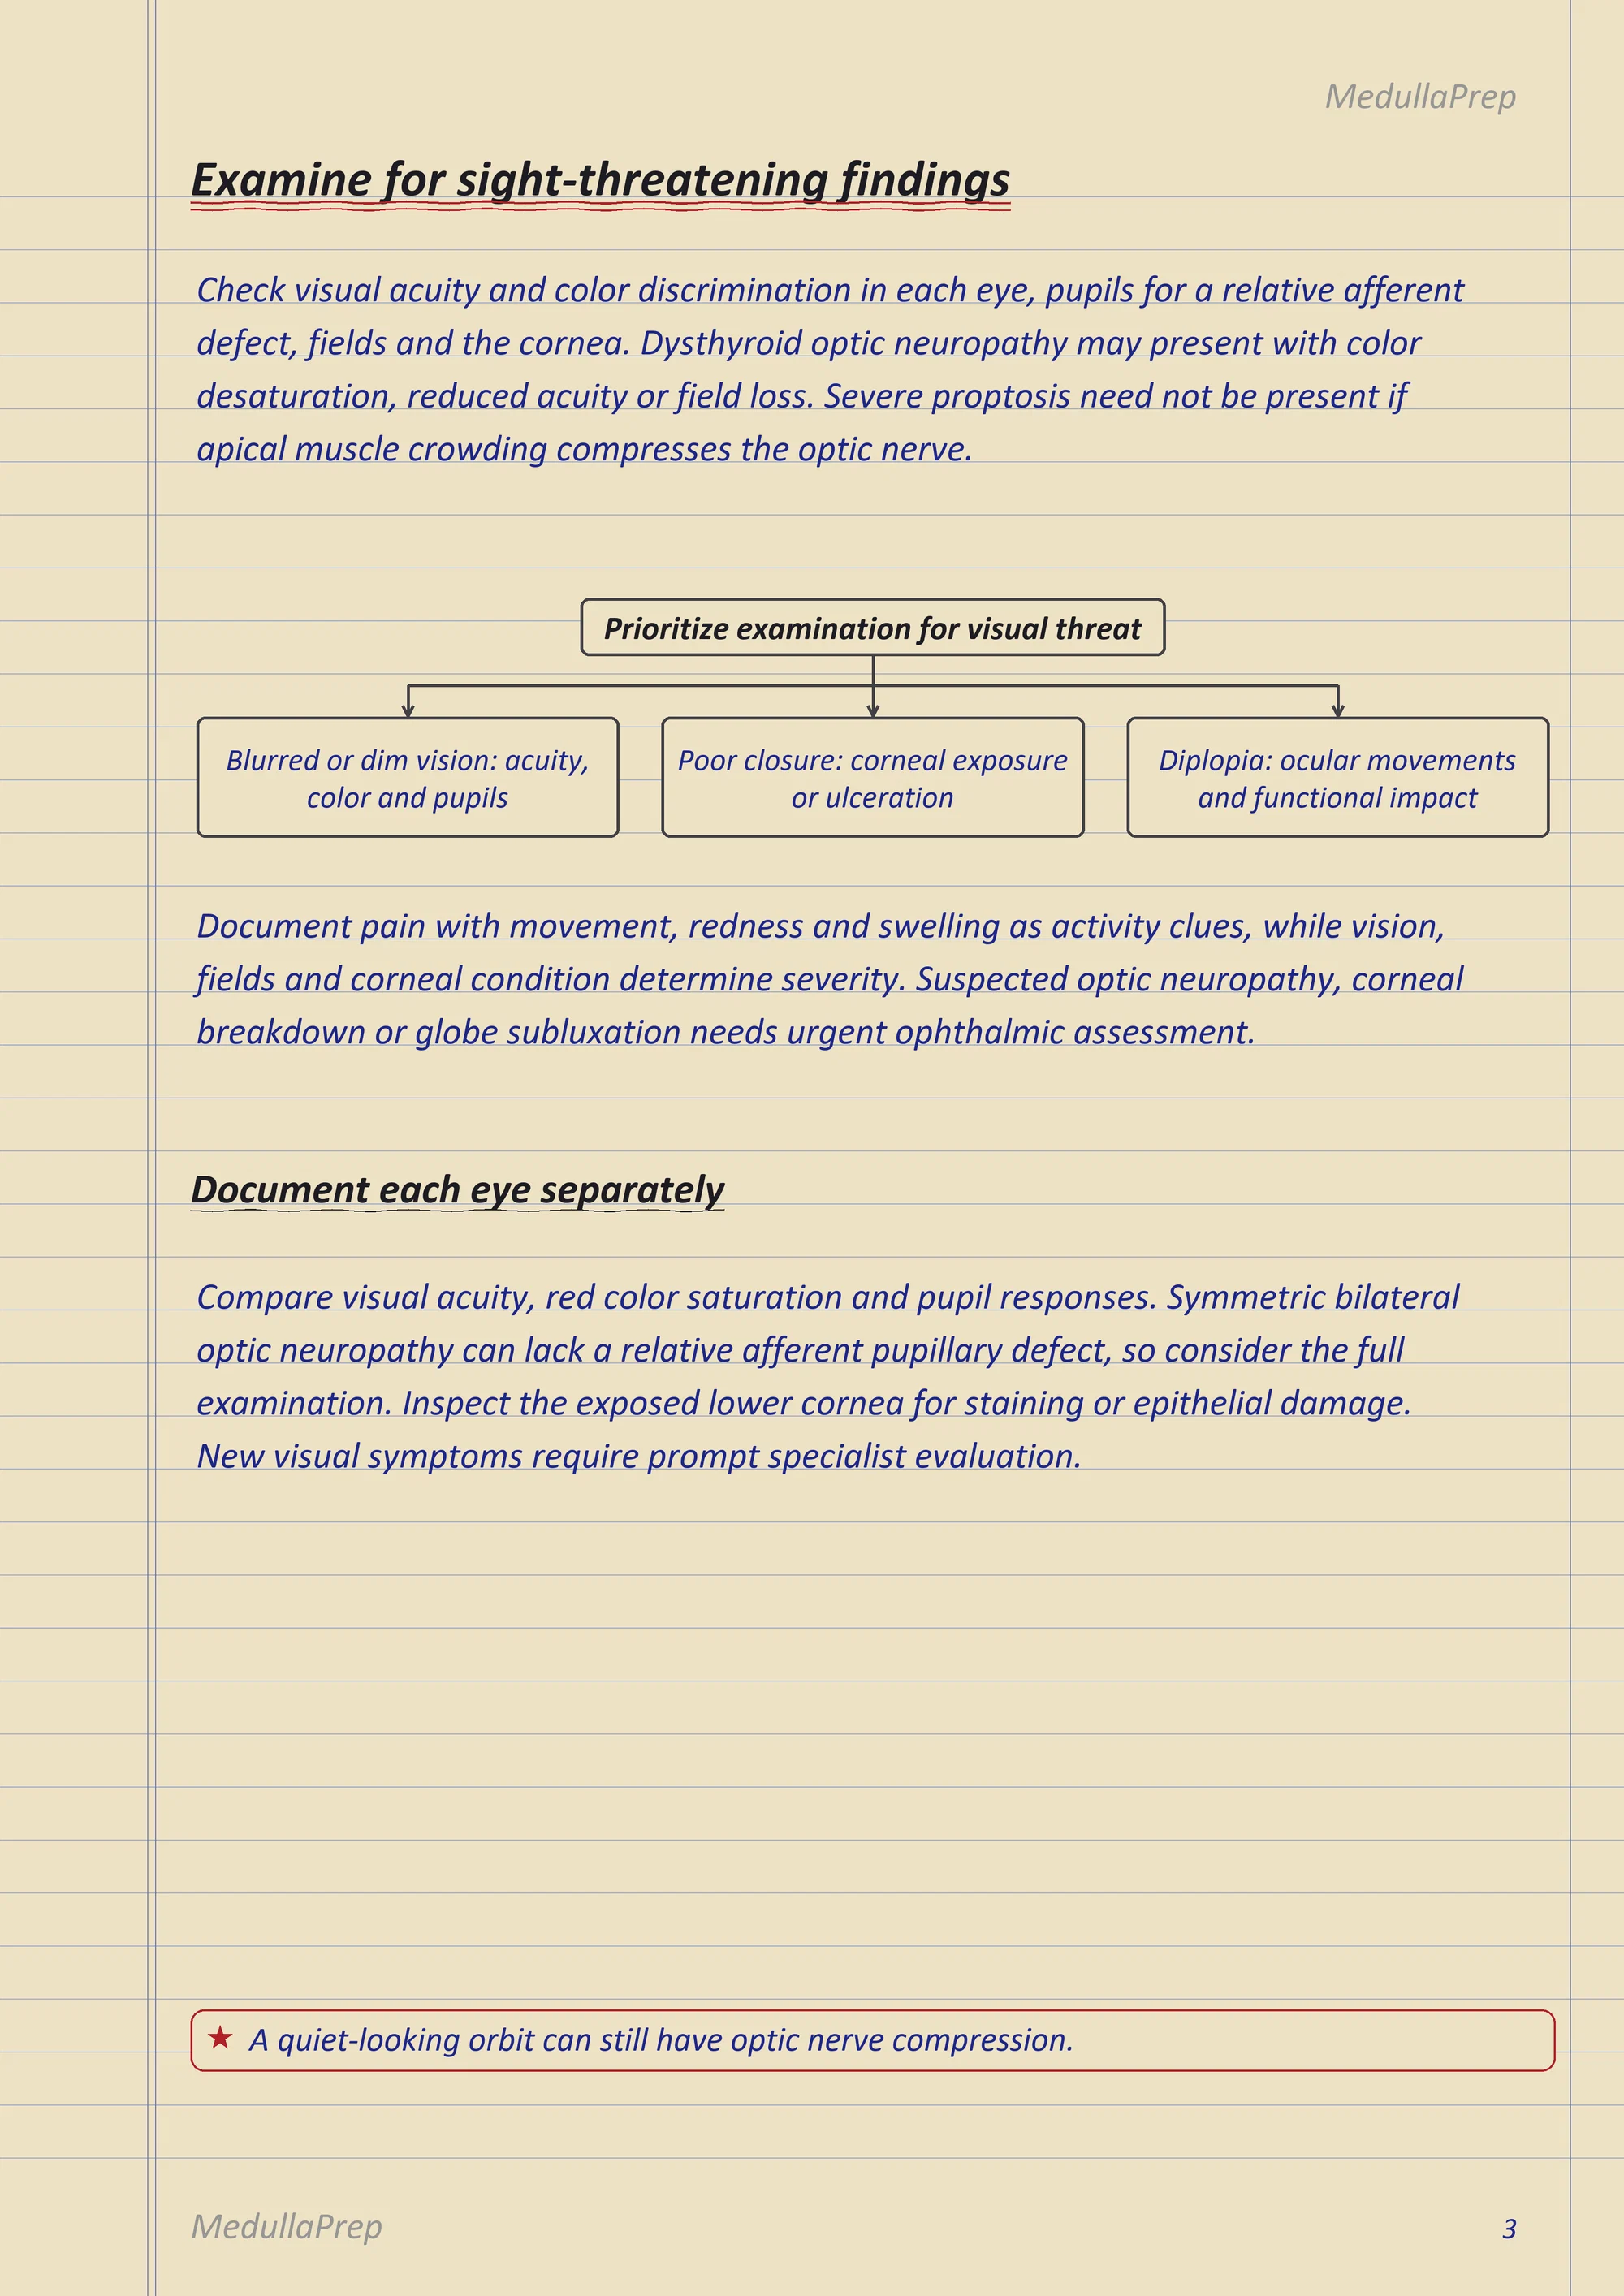 MedullaPrep
Examine for sight-threatening findings
Check visual acuity and color discrimination in each eye, pupils for a relative afferent
defect, fields and the cornea. Dysthyroid optic neuropathy may present with color
desaturation, reduced acuity or field loss. Severe proptosis need not be present if
apical muscle crowding compresses the optic nerve.
Prioritize examination for visual threat
Blurred or dim vision: acuity,
color and pupils
Poor closure: corneal exposure
or ulceration
Diplopia: ocular movements
and functional impact
Document pain with movement, redness and swelling as activity clues, while vision,
fields and corneal condition determine severity. Suspected optic neuropathy, corneal
breakdown or globe subluxation needs urgent ophthalmic assessment.
Document each eye separately
Compare visual acuity, red color saturation and pupil responses. Symmetric bilateral
optic neuropathy can lack a relative afferent pupillary defect, so consider the full
examination. Inspect the exposed lower cornea for staining or epithelial damage.
New visual symptoms require prompt specialist evaluation.
★ A quiet-looking orbit can still have optic nerve compression.
MedullaPrep
3